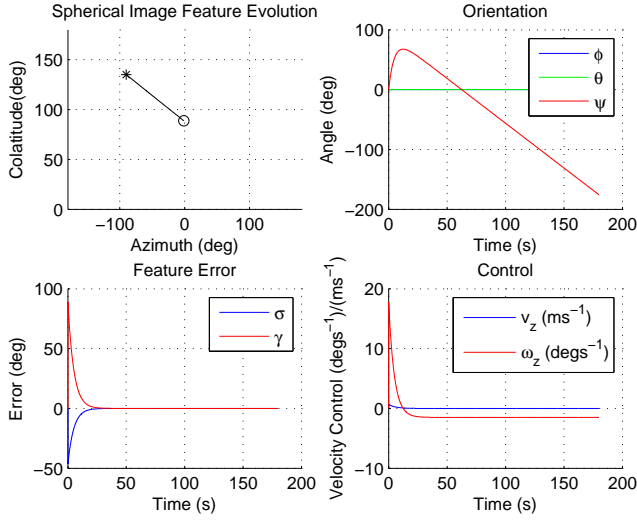 Spherical Image Feature Evolution
150
100
50
0
−100
0
100
Colatitude(deg)
Azimuth (deg)
Orientation
100
0
−100
−200
0
50
100
150
200
Angle (deg)
Time (s)
ϕ
θ
ψ
Feature Error
100
50
0
−50
0
50
100
150
200
Error (deg)
Time (s)
σ
γ
Control
20
10
0
−10
0
50
100
150
200
Velocity Control (degs⁻¹)/(ms⁻¹)
Time (s)
v_z (ms⁻¹)
ω_z (degs⁻¹)